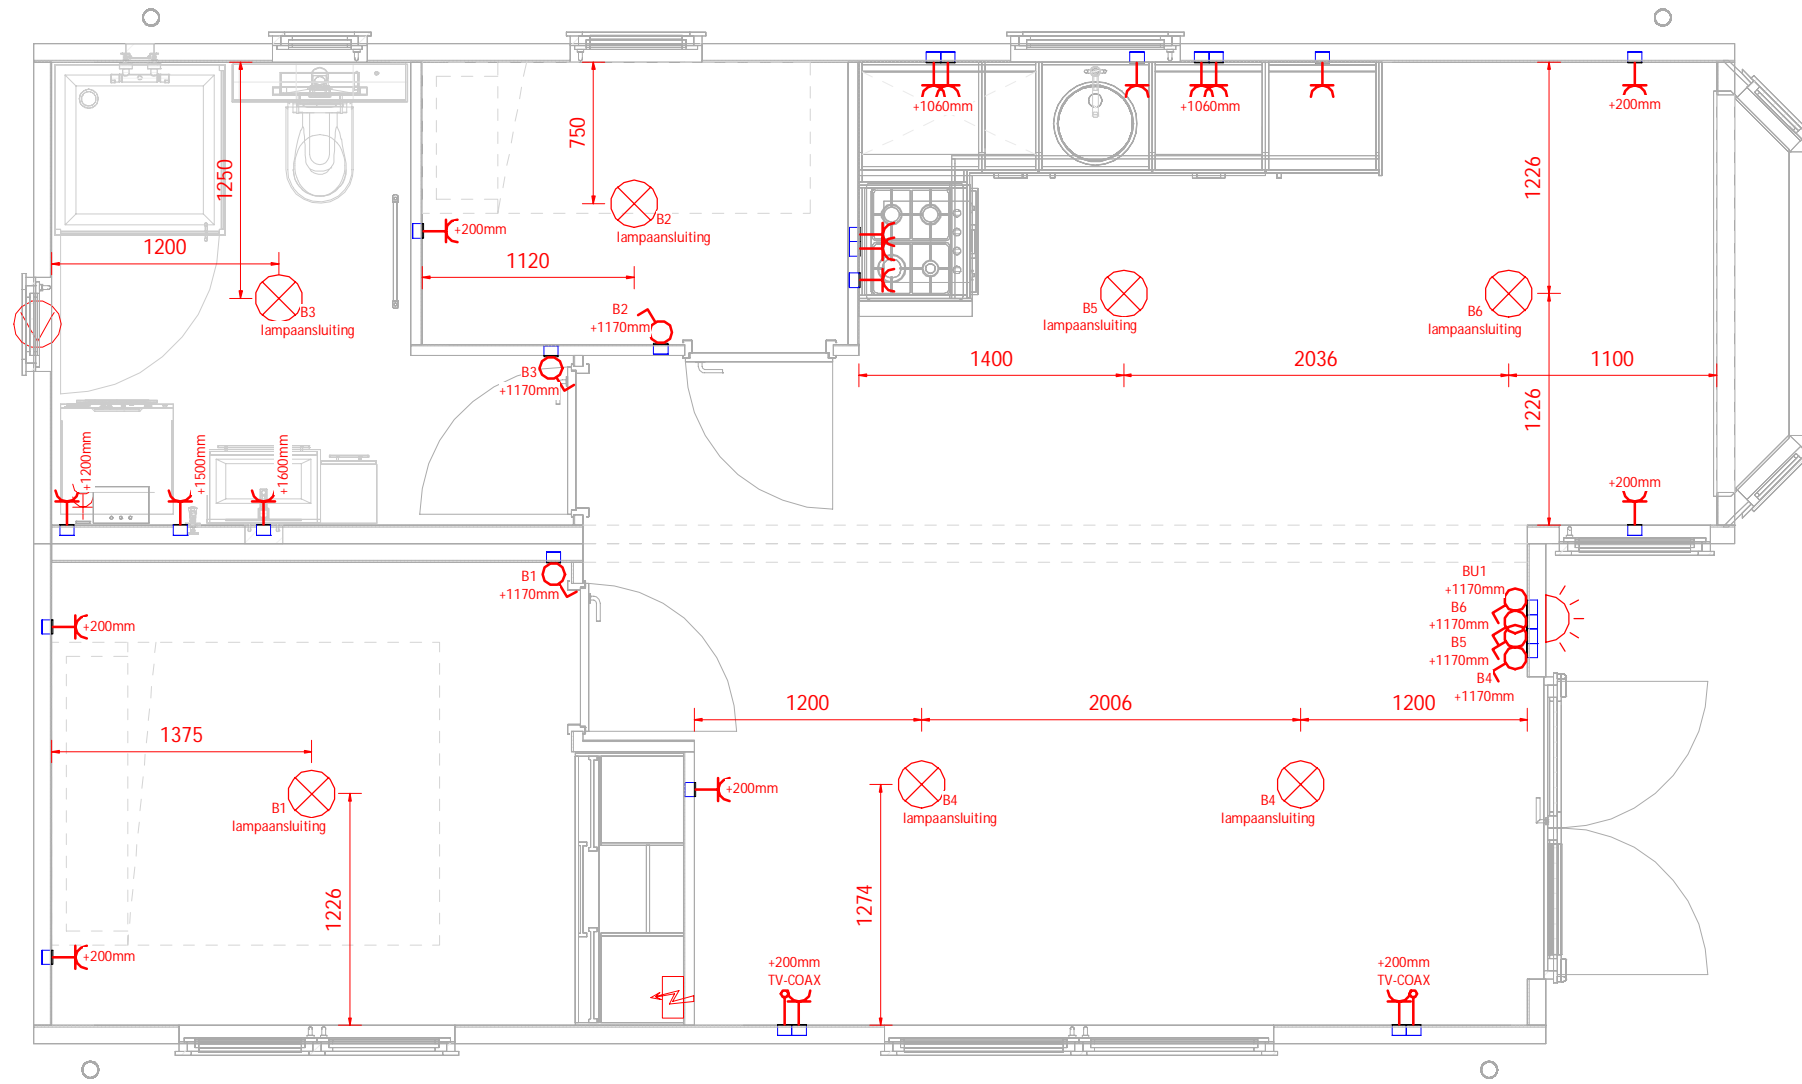 +1060mm
+1060mm
+200mm
750
1250
1226
B2
lampaansluiting
+200mm
1200
1120
B3
lampaansluiting
B2
+1170mm
B5
lampaansluiting
B6
lampaansluiting
B3
+1170mm
1400
2036
1100
1226
+1200mm
+1500mm
+1600mm
+200mm
B1
+1170mm
BU1
+1170mm
B6
+1170mm
B5
+1170mm
B4
+1170mm
+200mm
1200
2006
1200
1375
B1
lampaansluiting
+200mm
B4
lampaansluiting
B4
lampaansluiting
1226
1274
+200mm
+200mm
TV-COAX
+200mm
TV-COAX